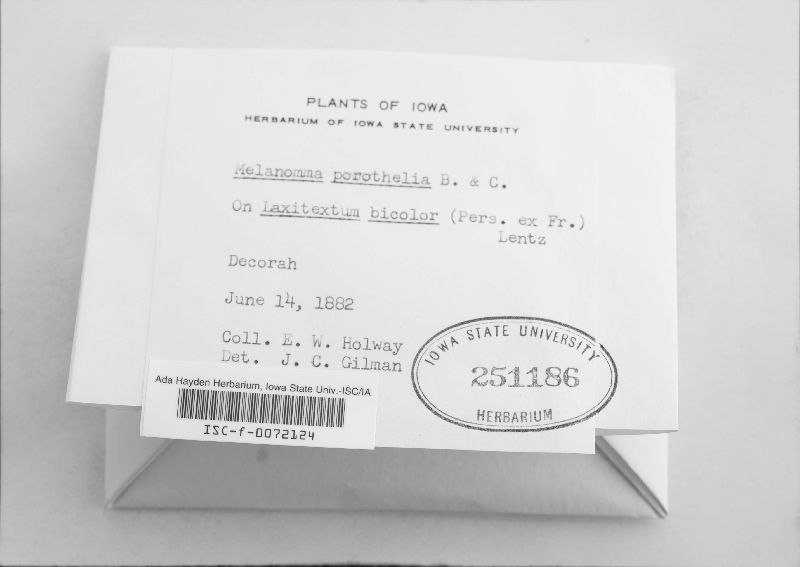 PLANTS OF IOWA
HERBARIUM OF IOWA STATE UNIVERSITY
Melanomma porothelia B. & C.
On Laxitextum bicolor (Pers. ex Fr.)
Lentz
Decorah
June 14, 1882
Coll. E. W. Holway
Det. J. C. Gilman
Ada Hayden Herbarium, Iowa State Univ.-ISC/IA
ISC-f-0072124
IOWA STATE UNIVERSITY
251186
HERBARIUM